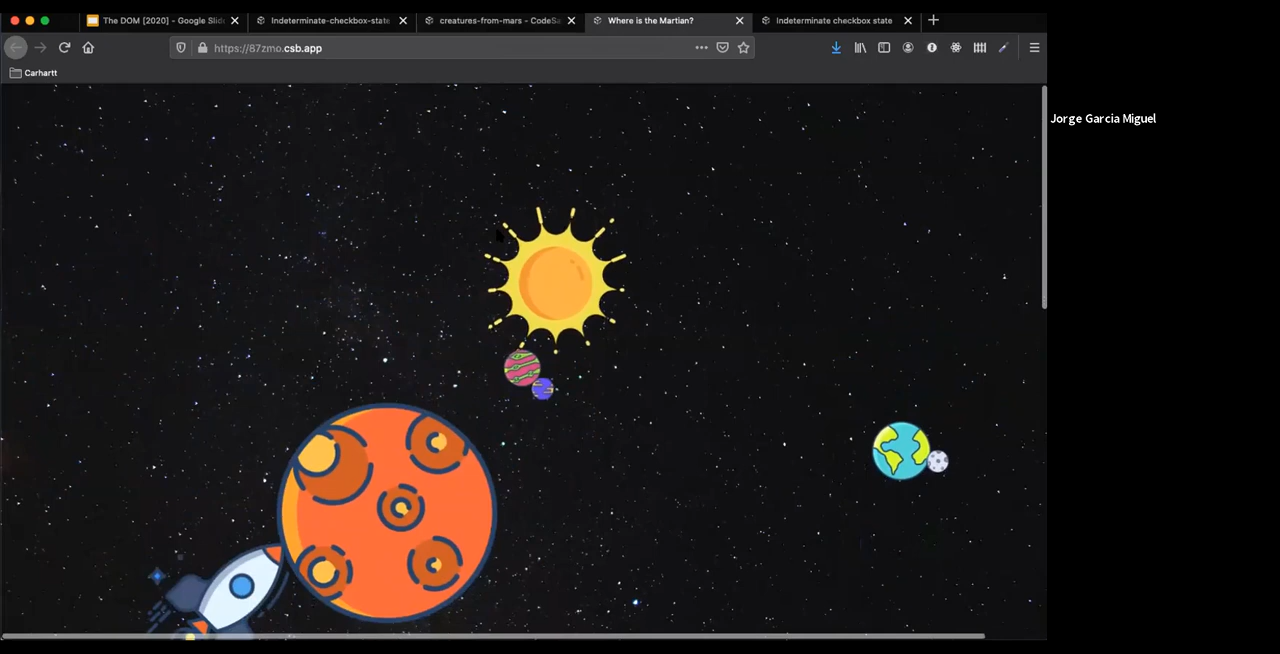 The DOM [2020] - Google Slide
Indeterminate-checkbox-state
creatures-from-mars - CodeSa
Where is the Martian?
Indeterminate checkbox state
https://87zmo.csb.app
Carhartt
Jorge Garcia Miguel